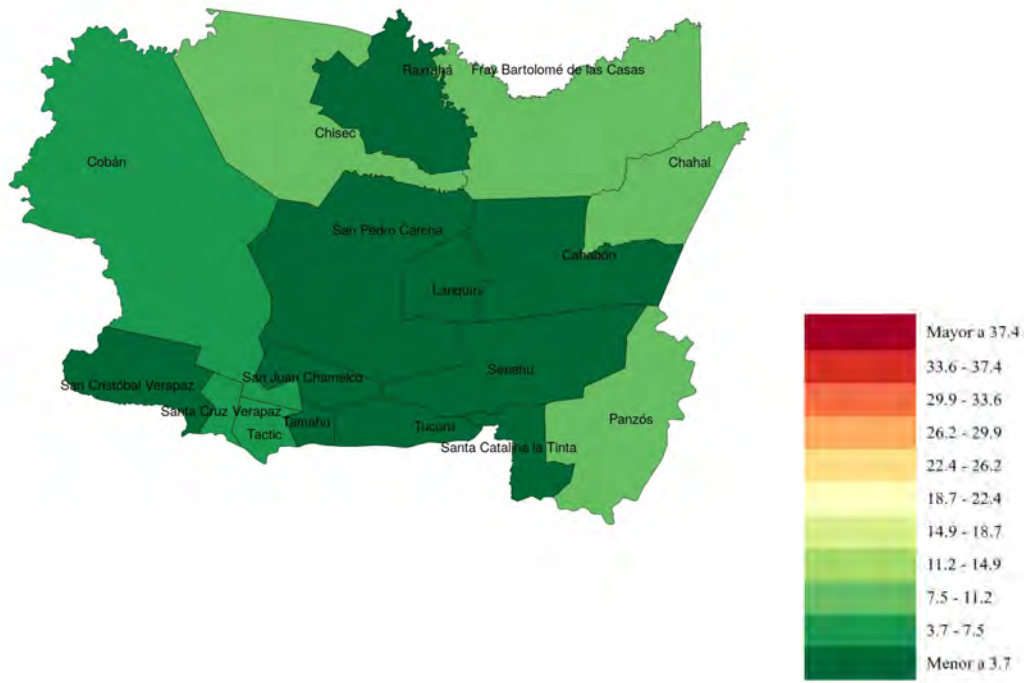 Raxruhá
Fray Bartolomé de las Casas
Chisec
Cobán
Chahal
San Pedro Carchá
Cahabón
Lanquín
Senahú
San Juan Chamelco
San Cristóbal Verapaz
Santa Cruz Verapaz
Tamahú
Tactic
Tucurú
Panzós
Santa Catalina la Tinta
Mayor a 37.4
33.6 - 37.4
29.9 - 33.6
26.2 - 29.9
22.4 - 26.2
18.7 - 22.4
14.9 - 18.7
11.2 - 14.9
7.5 - 11.2
3.7 - 7.5
Menor a 3.7